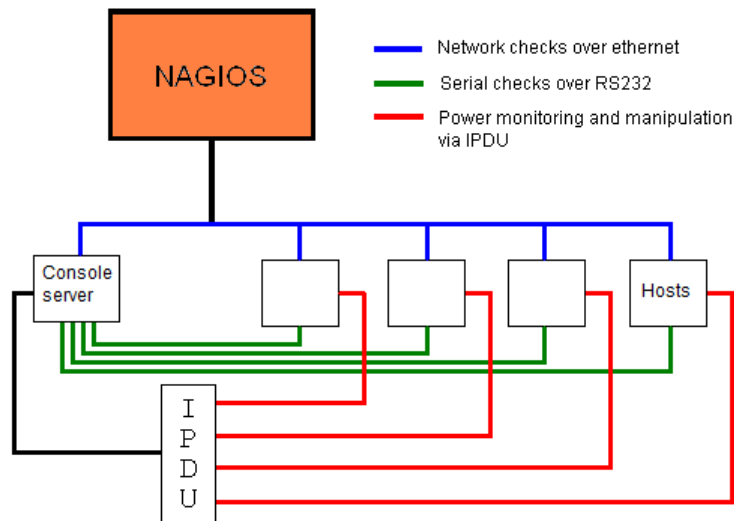 NAGIOS
Network checks over ethernet
Serial checks over RS232
Power monitoring and manipulation
via IPDU
Console
server
Hosts
I
P
D
U